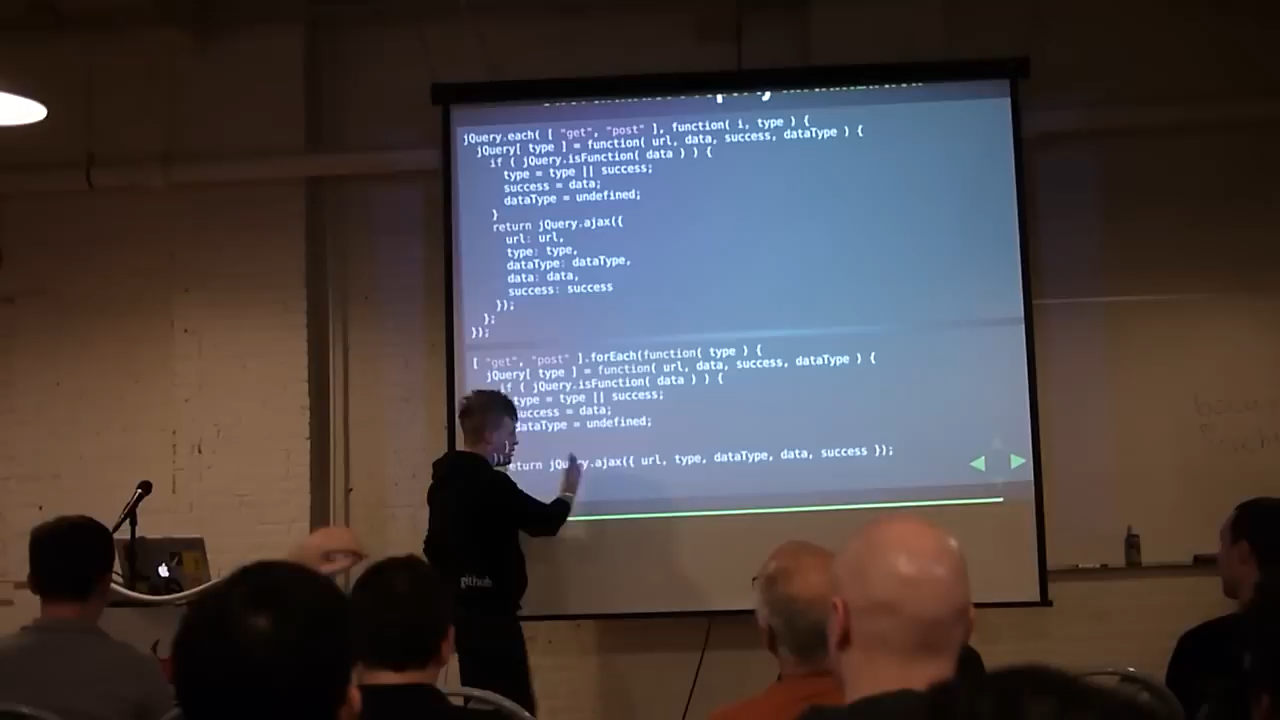 jQuery.each( [ "get", "post" ], function( i, type ) {
jQuery[ type ] = function( url, data, success, dataType ) {
if ( jQuery.isFunction( data ) ) {
type = type || success;
success = data;
dataType = undefined;
}
return jQuery.ajax({
url: url,
type: type,
dataType: dataType,
data: data,
success: success
});
};
});
[ "get", "post" ].forEach(function( type ) {
jQuery[ type ] = function( url, data, success, dataType ) {
if ( jQuery.isFunction( data ) ) {
type = type || success;
success = data;
dataType = undefined;
}
return jQuery.ajax({ url, type, dataType, data, success });
github